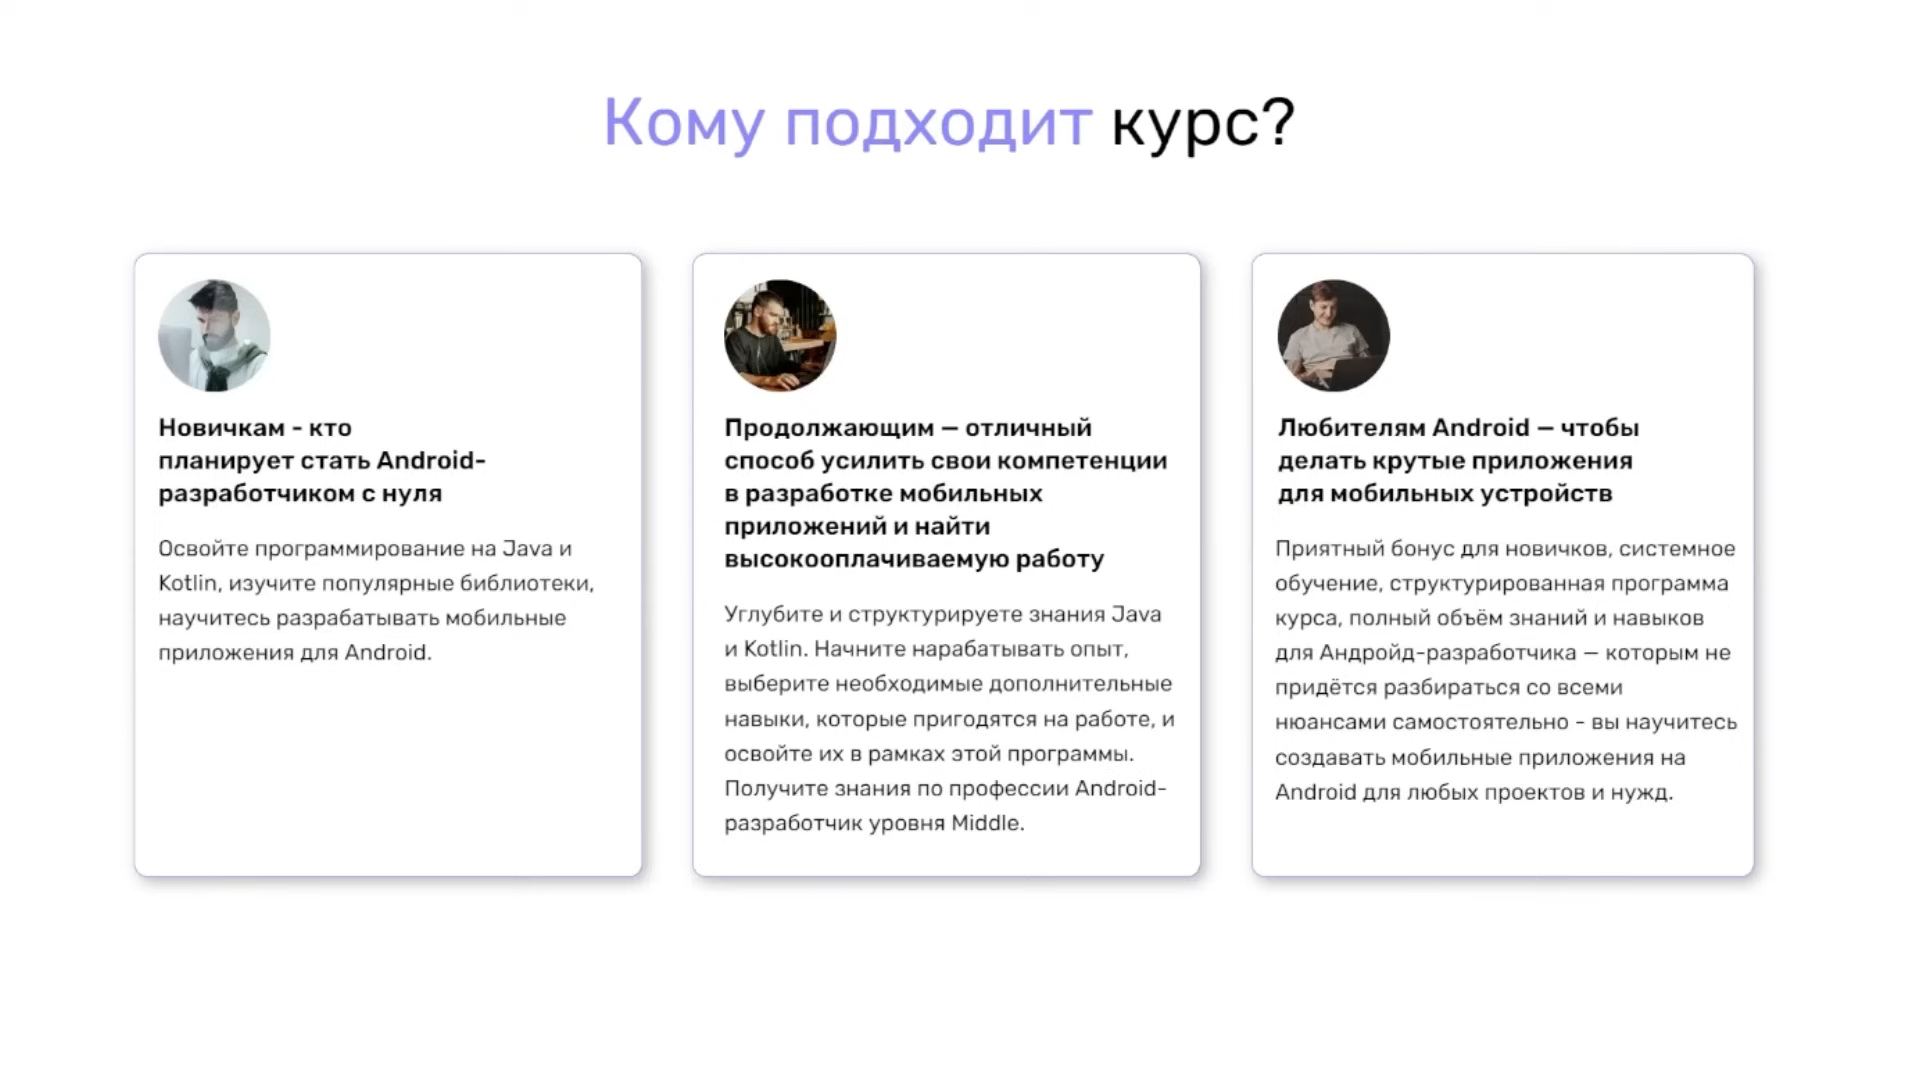 Кому подходит курс?
Новичкам - кто
планирует стать Android-
разработчиком с нуля
Освойте программирование на Java и
Kotlin, изучите популярные библиотеки,
научитесь разрабатывать мобильные
приложения для Android.
Продолжающим — отличный
способ усилить свои компетенции
в разработке мобильных
приложений и найти
высокооплачиваемую работу
Углубите и структурируете знания Java
и Kotlin. Начните нарабатывать опыт,
выберите необходимые дополнительные
навыки, которые пригодятся на работе, и
освойте их в рамках этой программы.
Получите знания по профессии Android-
разработчик уровня Middle.
Любителям Android — чтобы
делать крутые приложения
для мобильных устройств
Приятный бонус для новичков, системное
обучение, структурированная программа
курса, полный объём знаний и навыков
для Андройд-разработчика — которым не
придётся разбираться со всеми
нюансами самостоятельно - вы научитесь
создавать мобильные приложения на
Android для любых проектов и нужд.